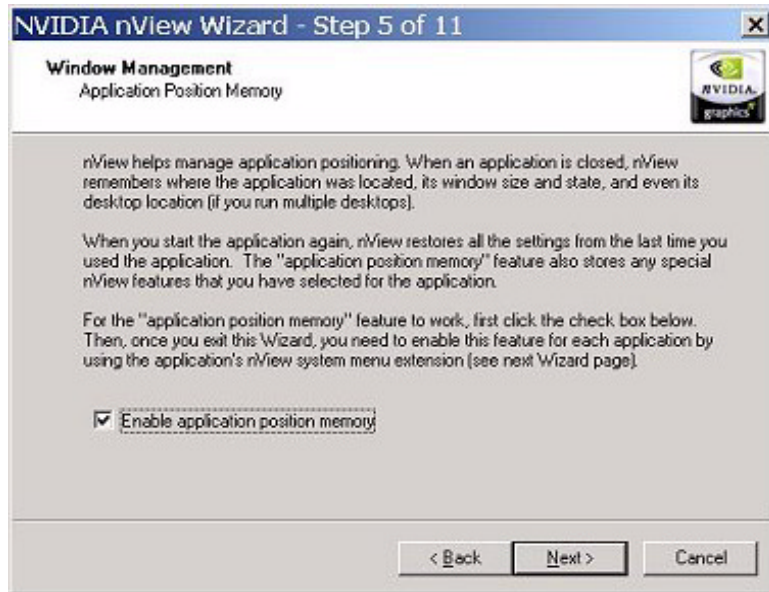 NVIDIA nView Wizard - Step 5 of 11
Window Management
Application Position Memory
NVIDIA.
graphics
nView helps manage application positioning. When an application is closed, nView
remembers where the application was located, its window size and state, and even its
desktop location (if you run multiple desktops).
When you start the application again, nView restores all the settings from the last time you
used the application. The "application position memory" feature also stores any special
nView features that you have selected for the application.
For the "application position memory" feature to work, first click the check box below.
Then, once you exit this Wizard, you need to enable this feature for each application by
using the application's nView system menu extension (see next Wizard page).
Enable application position memory
< Back Next > Cancel